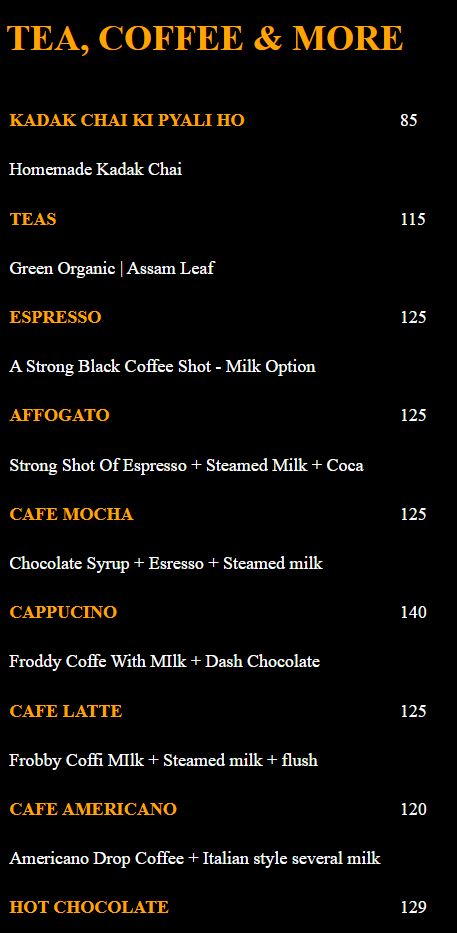 TEA, COFFEE & MORE
KADAK CHAI KI PYALI HO 85
Homemade Kadak Chai
TEAS 115
Green Organic | Assam Leaf
ESPRESSO 125
A Strong Black Coffee Shot - Milk Option
AFFOGATO 125
Strong Shot Of Espresso + Steamed Milk + Coca
CAFE MOCHA 125
Chocolate Syrup + Esresso + Steamed milk
CAPPUCINO 140
Froddy Coffe With MIlk + Dash Chocolate
CAFE LATTE 125
Frobby Coffi MIlk + Steamed milk + flush
CAFE AMERICANO 120
Americano Drop Coffee + Italian style several milk
HOT CHOCOLATE 129